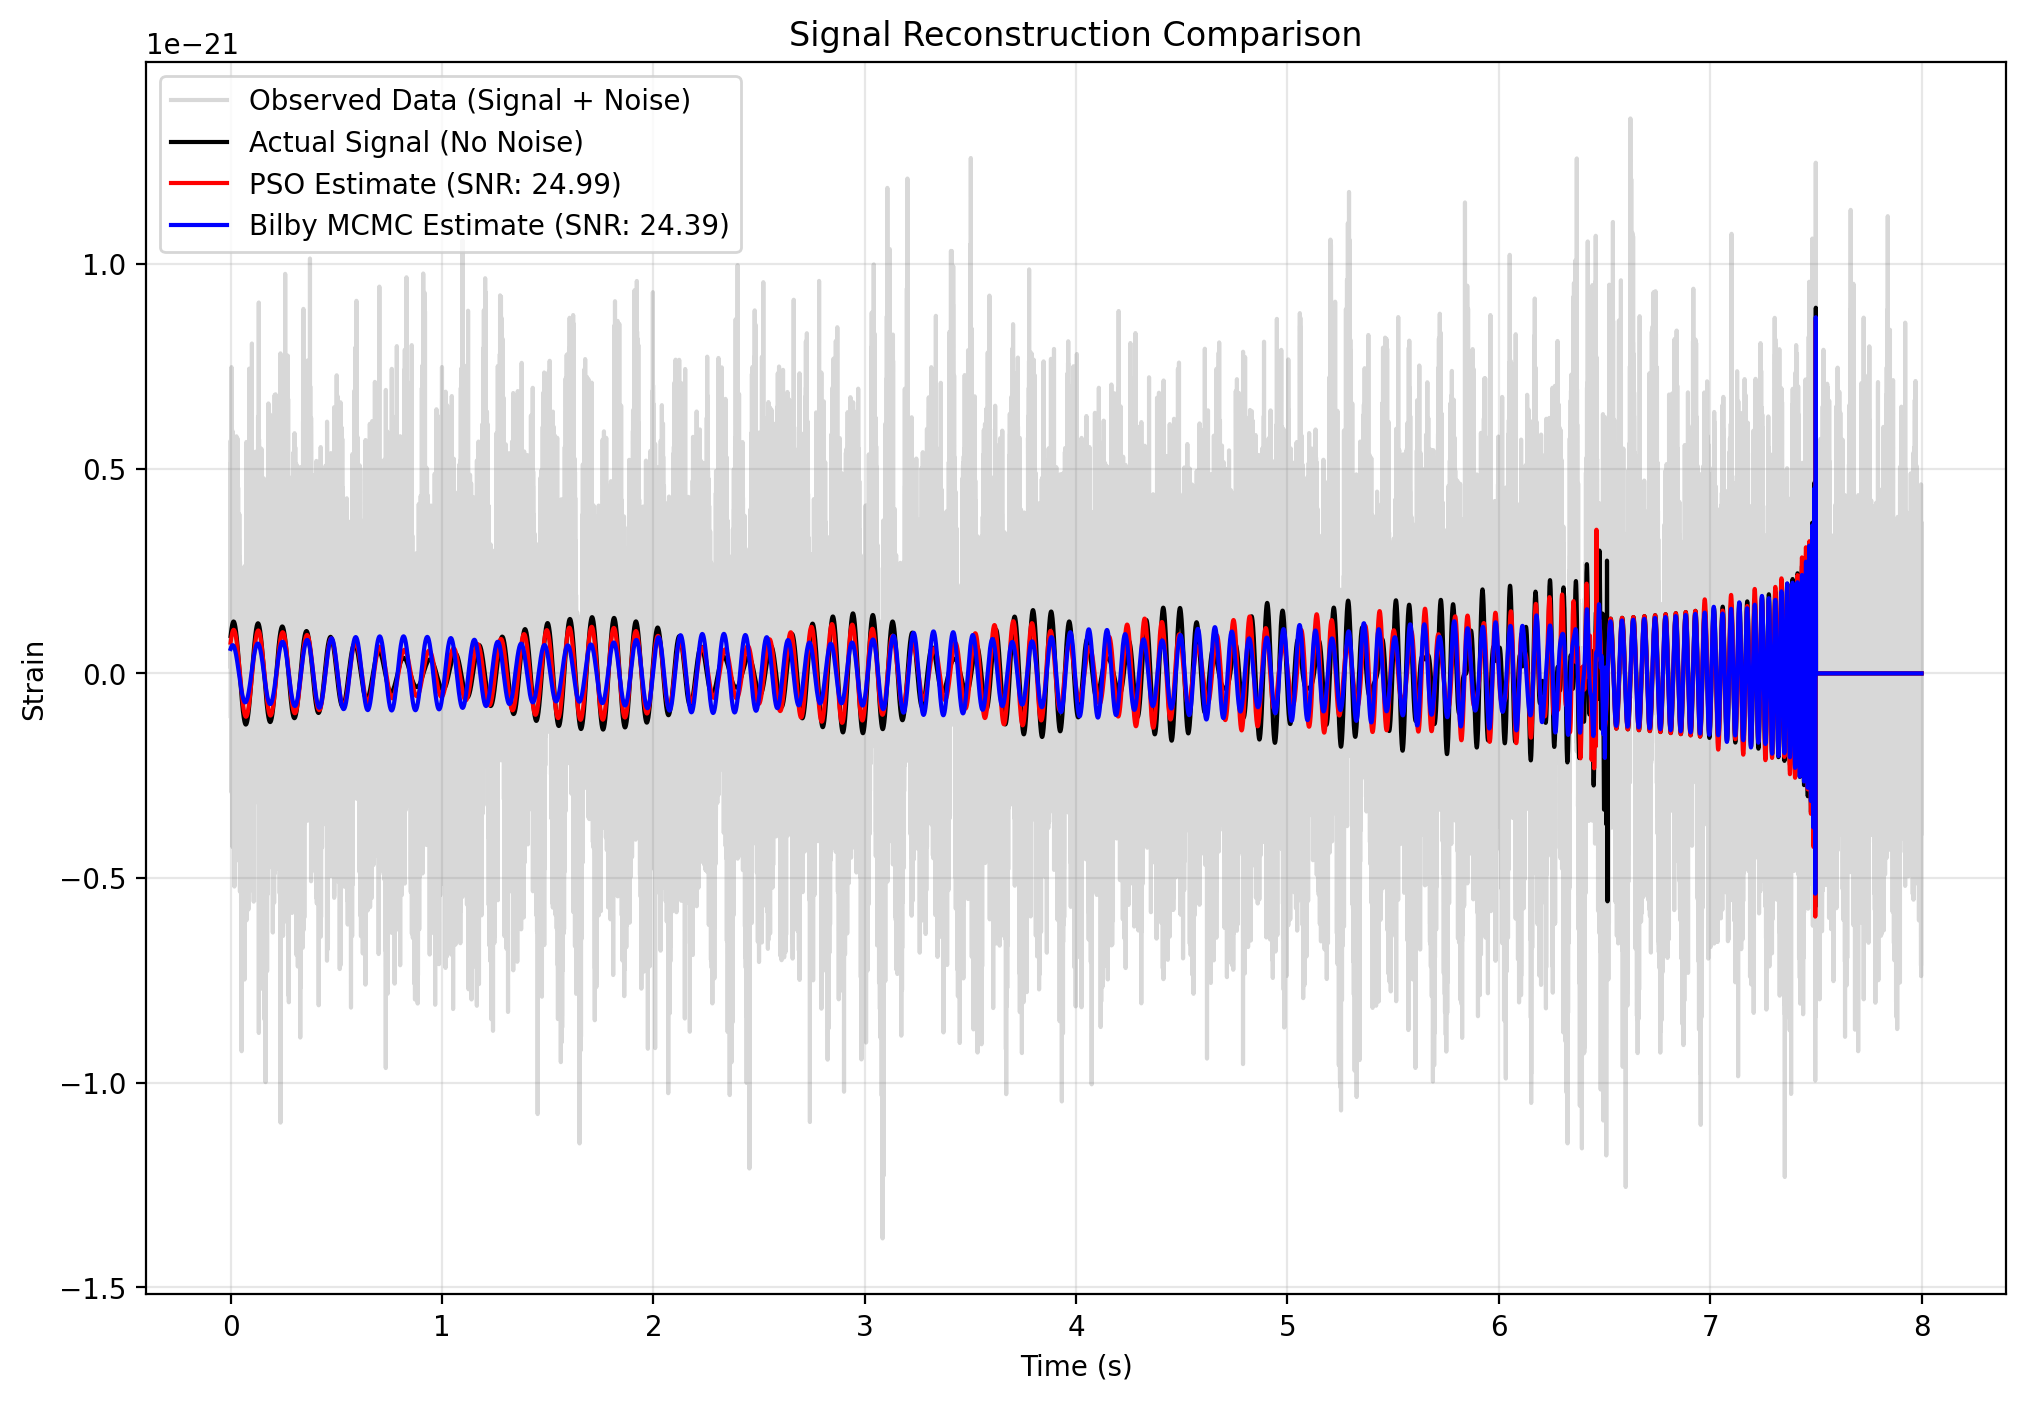 Signal Reconstruction Comparison
1e−21
Observed Data (Signal + Noise)
Actual Signal (No Noise)
PSO Estimate (SNR: 24.99)
Bilby MCMC Estimate (SNR: 24.39)
1.0
0.5
0.0
−0.5
−1.0
−1.5
Strain
0 1 2 3 4 5 6 7 8
Time (s)